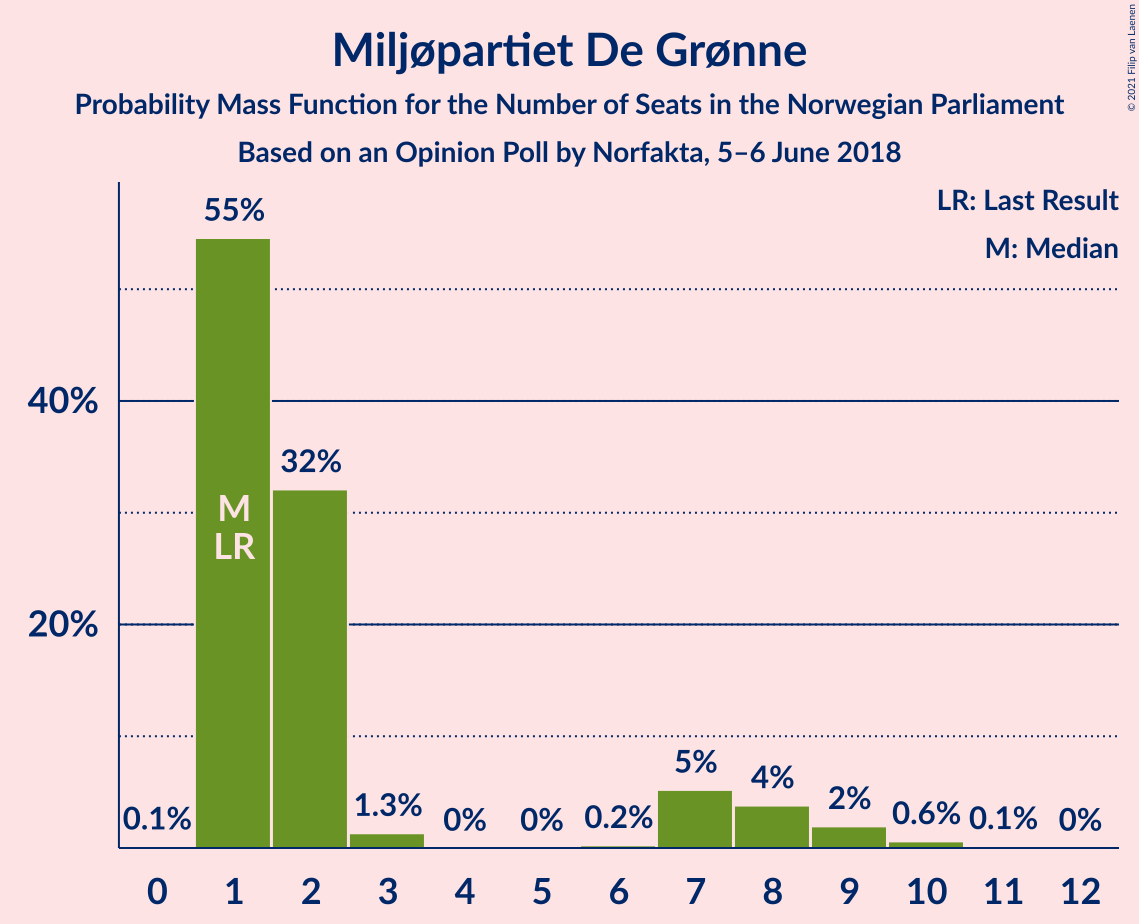 Miljøpartiet De Grønne
Probability Mass Function for the Number of Seats in the Norwegian Parliament
Based on an Opinion Poll by Norfakta, 5–6 June 2018
© 2021 Filip van Laenen
LR: Last Result
M: Median
55%
40%
32%
M
LR
20%
0.1%
1.3%
0%
0%
0.2%
5%
4%
2%
0.6%
0.1%
0%
0 1 2 3 4 5 6 7 8 9 10 11 12